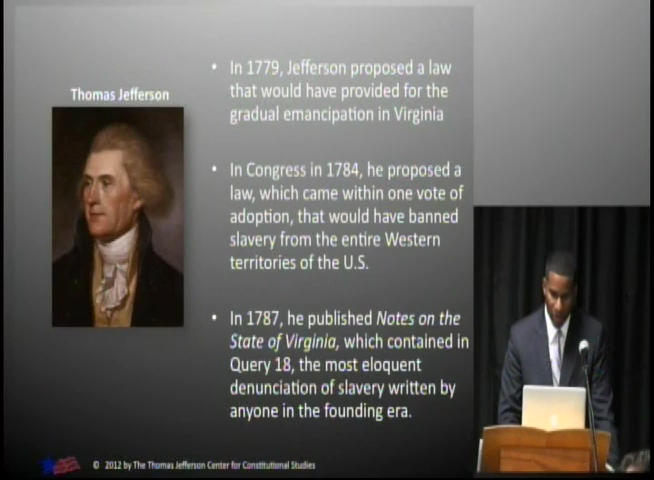 Thomas Jefferson
• In 1779, Jefferson proposed a law
that would have provided for the
gradual emancipation in Virginia
• In Congress in 1784, he proposed a
law, which came within one vote of
adoption, that would have banned
slavery from the entire Western
territories of the U.S.
• In 1787, he published Notes on the
State of Virginia, which contained in
Query 18, the most eloquent
denunciation of slavery written by
anyone in the founding era.
© 2012 by The Thomas Jefferson Center for Constitutional Studies